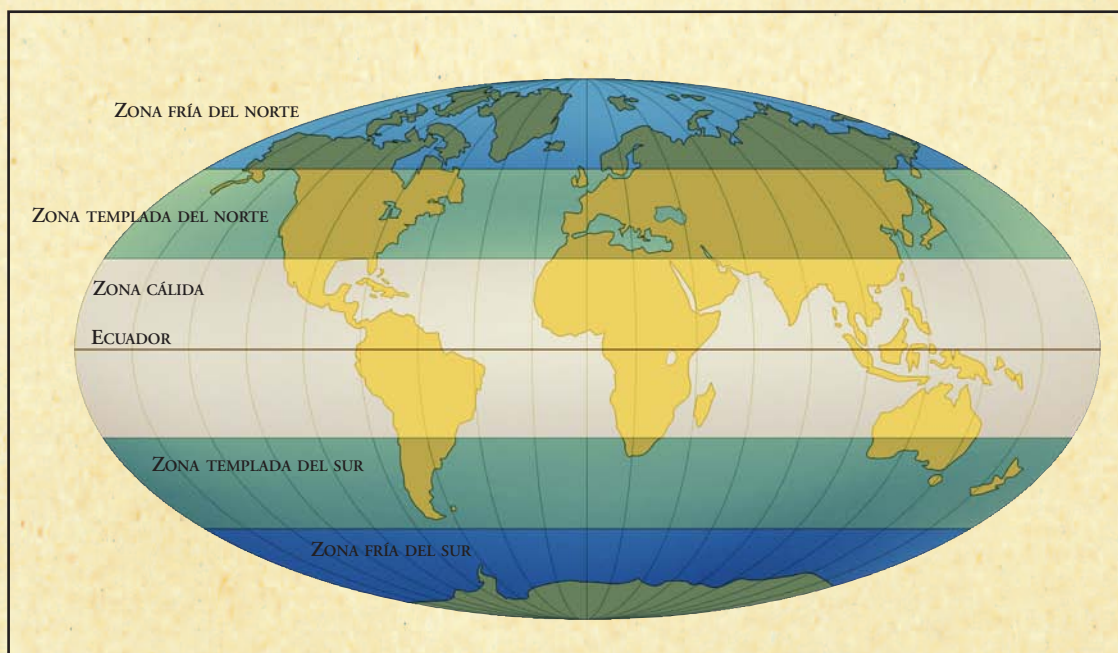 Zona fría del norte
Zona templada del norte
Zona cálida
Ecuador
Zona templada del sur
Zona fría del sur